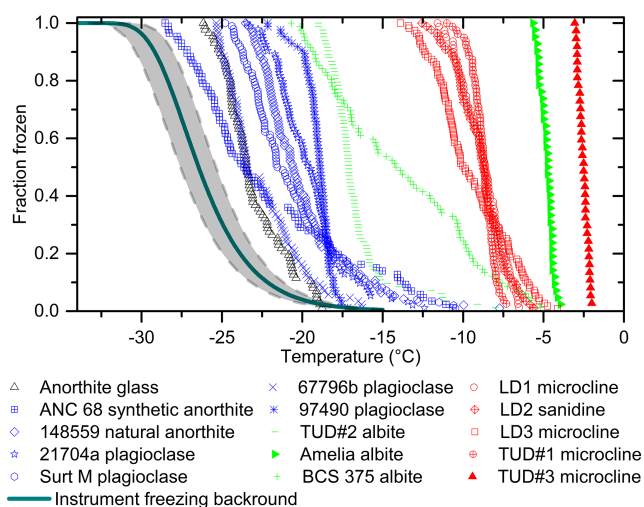 1.0
0.8
0.6
0.4
0.2
0.0
Fraction frozen
-30 -25 -20 -15 -10 -5 0
Temperature (°C)
Anorthite glass
ANC 68 synthetic anorthite
148559 natural anorthite
21704a plagioclase
Surt M plagioclase
Instrument freezing backround
67796b plagioclase
97490 plagioclase
TUD#2 albite
Amelia albite
BCS 375 albite
LD1 microcline
LD2 sanidine
LD3 microcline
TUD#1 microcline
TUD#3 microcline